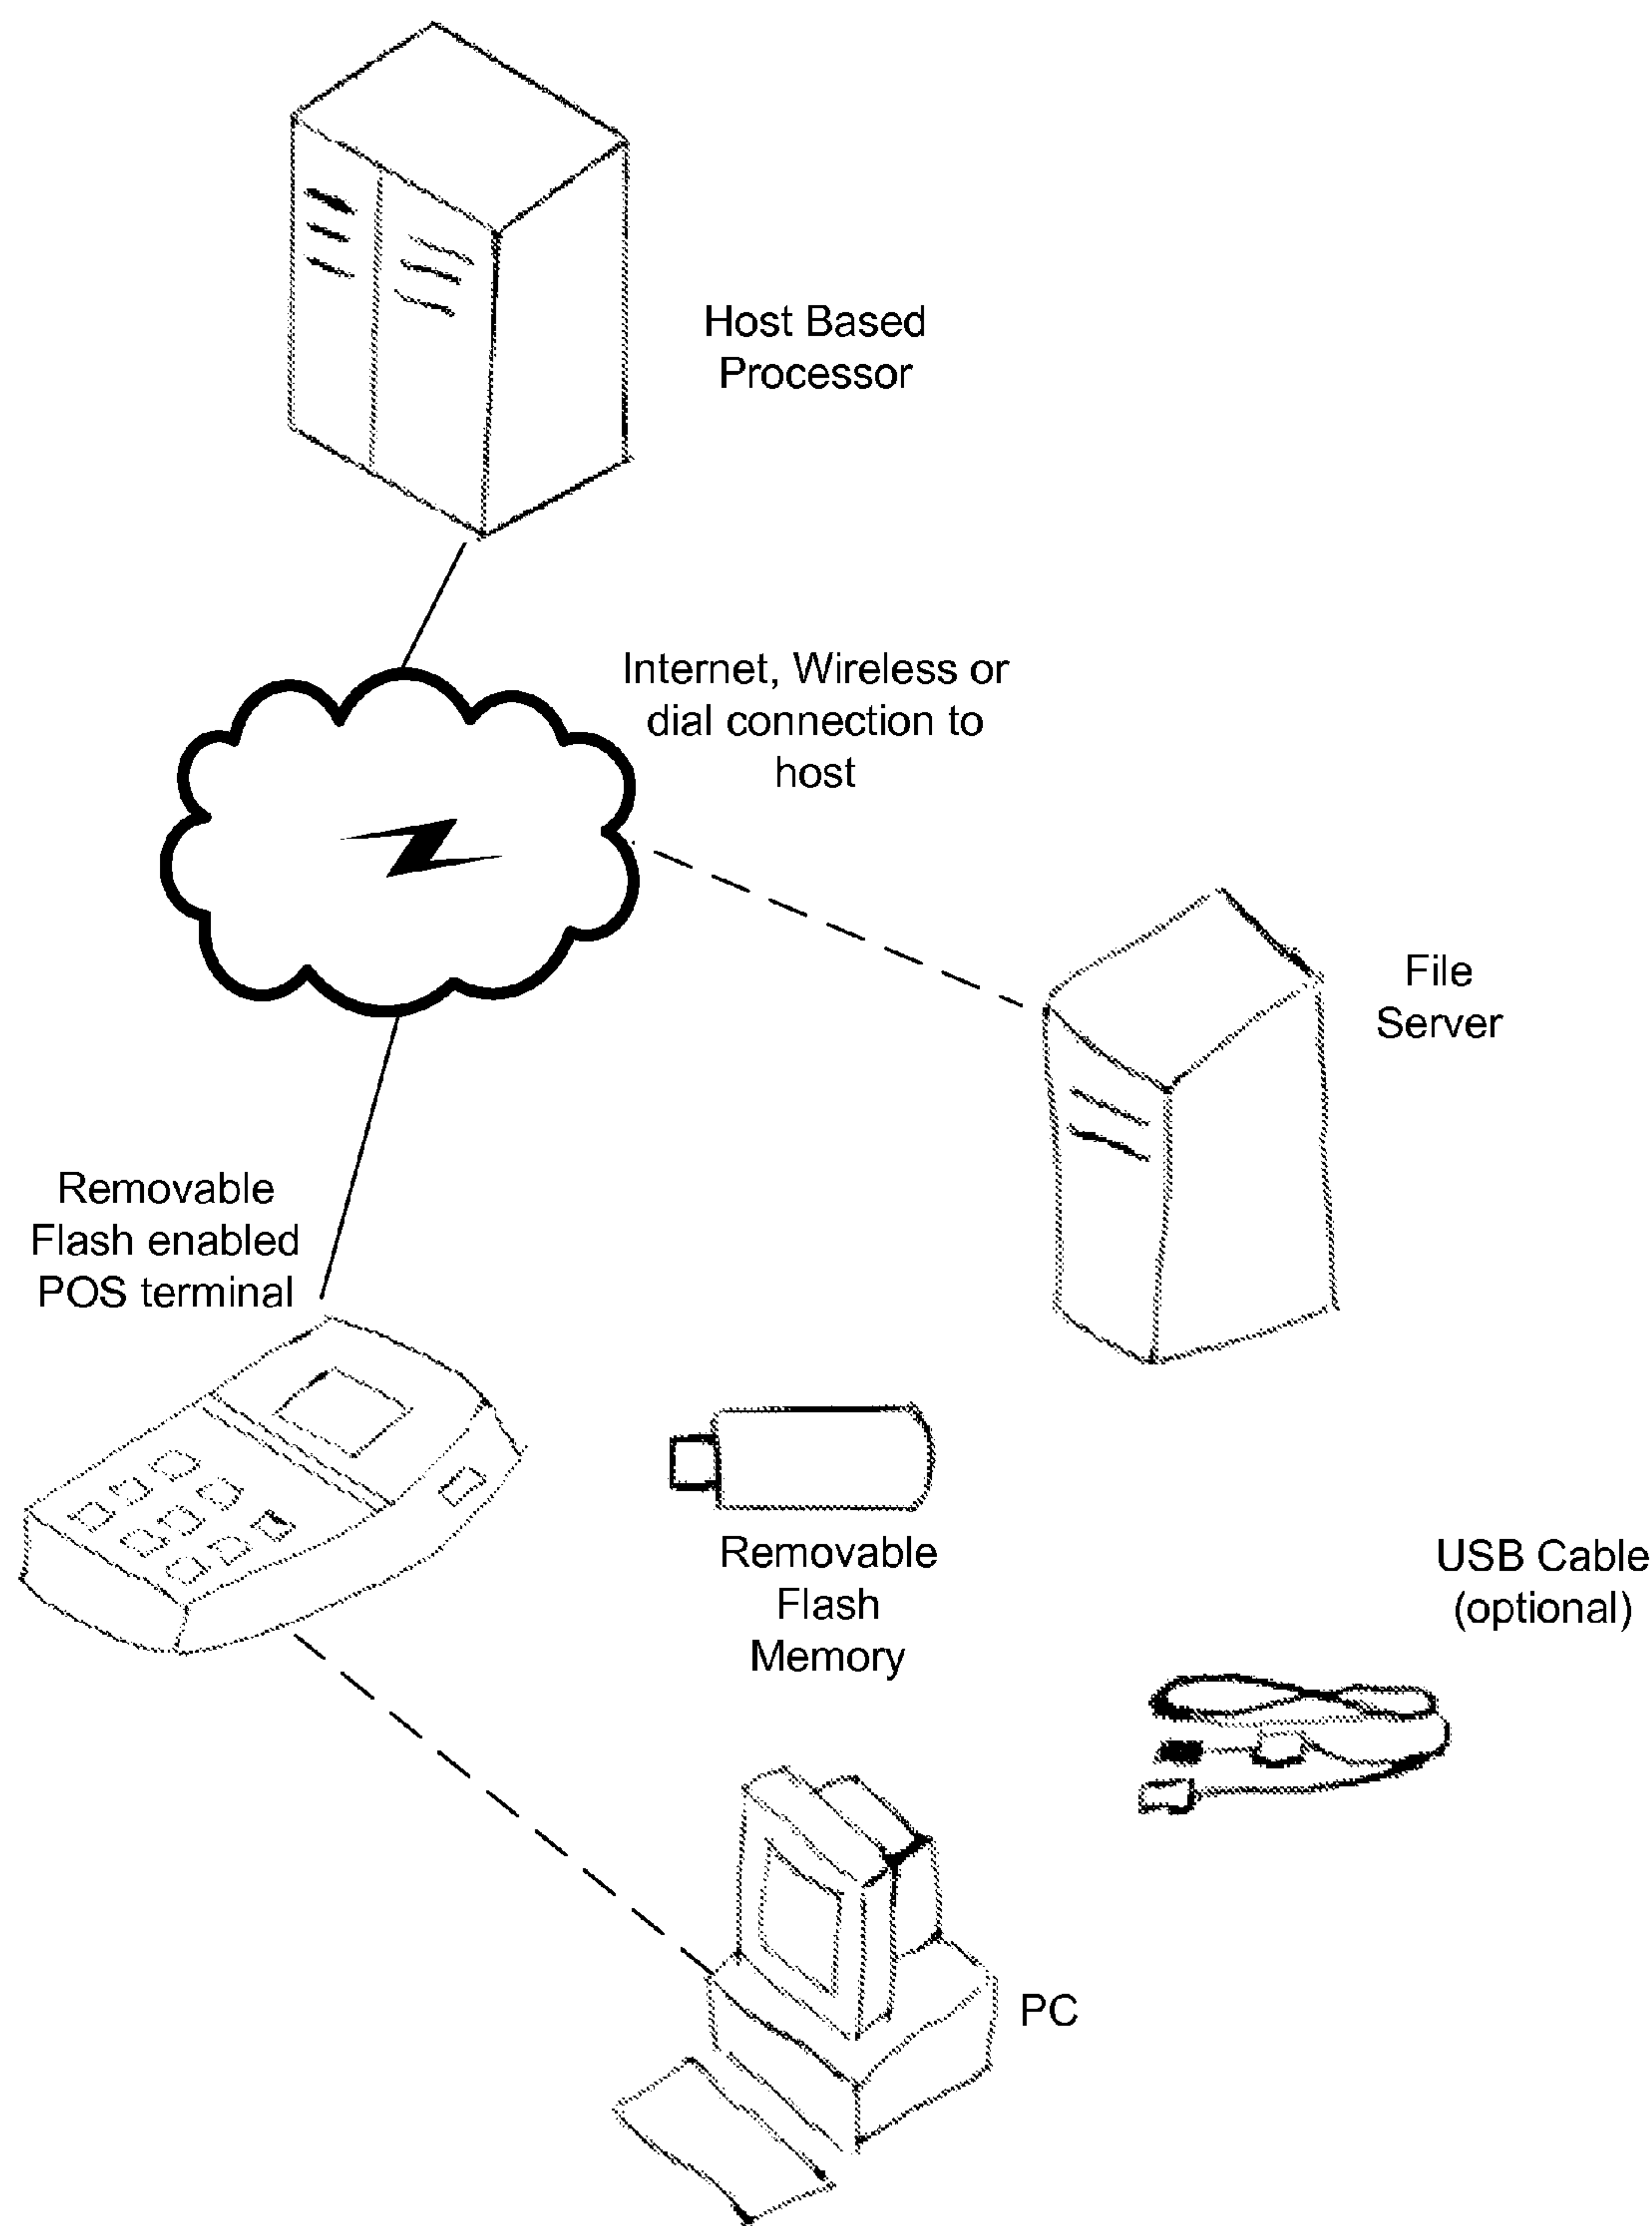 Host Based
Processor
Internet, Wireless or
dial connection to
host
File
Server
Removable
Flash enabled
POS terminal
Removable
Flash
Memory
USB Cable
(optional)
PC